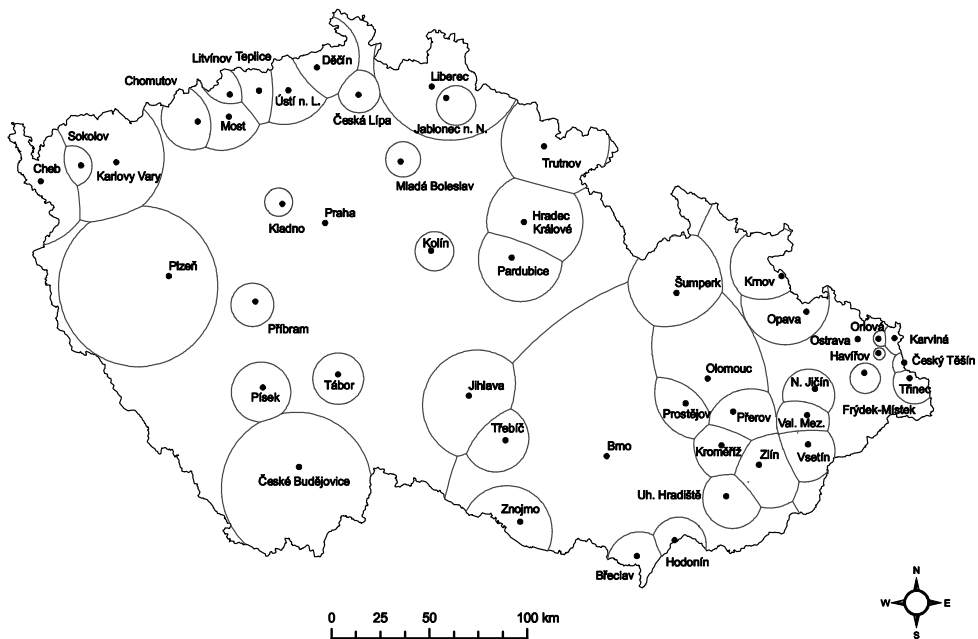 Litvínov Teplice
Děčín
Chomutov
Liberec
Ústí n. L.
Česká Lípa
Most
Jablonec n. N.
Sokolov
Cheb
Karlovy Vary
Trutnov
Mladá Boleslav
Praha
Kladno
Hradec
Králové
Kolín
Plzeň
Pardubice
Šumperk
Krnov
Příbram
Opava
Orlová
Ostrava
Karviná
Havířov
Český Těšín
Třinec
Olomouc
Tábor
Písek
Jihlava
N. Jičín
Frýdek-Místek
Prostějov
Přerov
Val. Mez.
Třebíč
Kroměříž
Zlín
Vsetín
Brno
České Budějovice
Uh. Hradiště
Znojmo
Hodonín
Břeclav
N
W
E
S
0 25 50 100 km